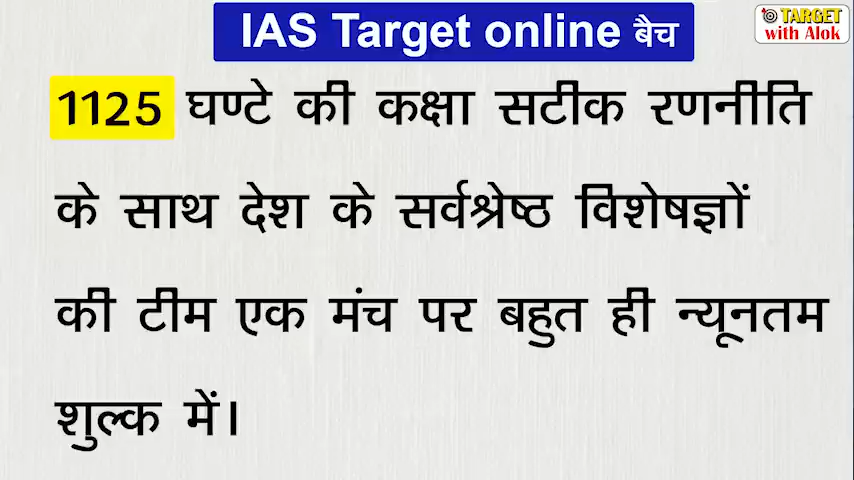 IAS Target online बैच
TARGET
with Alok
1125 घण्टे की कक्षा सटीक रणनीति
के साथ देश के सर्वश्रेष्ठ विशेषज्ञों
की टीम एक मंच पर बहुत ही न्यूनतम
शुल्क में।